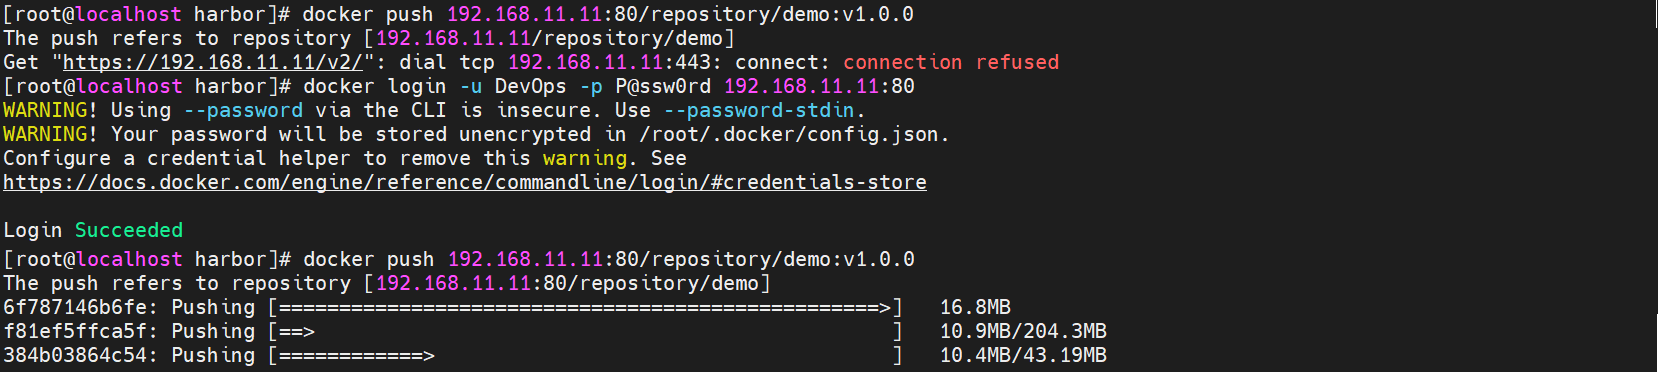 [root@localhost harbor]# docker push 192.168.11.11:80/repository/demo:v1.0.0
The push refers to repository [192.168.11.11/repository/demo]
Get "https://192.168.11.11/v2/": dial tcp 192.168.11.11:443: connect: connection refused
[root@localhost harbor]# docker login -u DevOps -p P@ssw0rd 192.168.11.11:80
WARNING! Using --password via the CLI is insecure. Use --password-stdin.
WARNING! Your password will be stored unencrypted in /root/.docker/config.json.
Configure a credential helper to remove this warning. See
https://docs.docker.com/engine/reference/commandline/login/#credentials-store
Login Succeeded
[root@localhost harbor]# docker push 192.168.11.11:80/repository/demo:v1.0.0
The push refers to repository [192.168.11.11:80/repository/demo]
6f787146b6fe: Pushing [==================================================>]   16.8MB
f81ef5ffca5f: Pushing [==>                                                ]   10.9MB/204.3MB
384b03864c54: Pushing [============>                                      ]   10.4MB/43.19MB